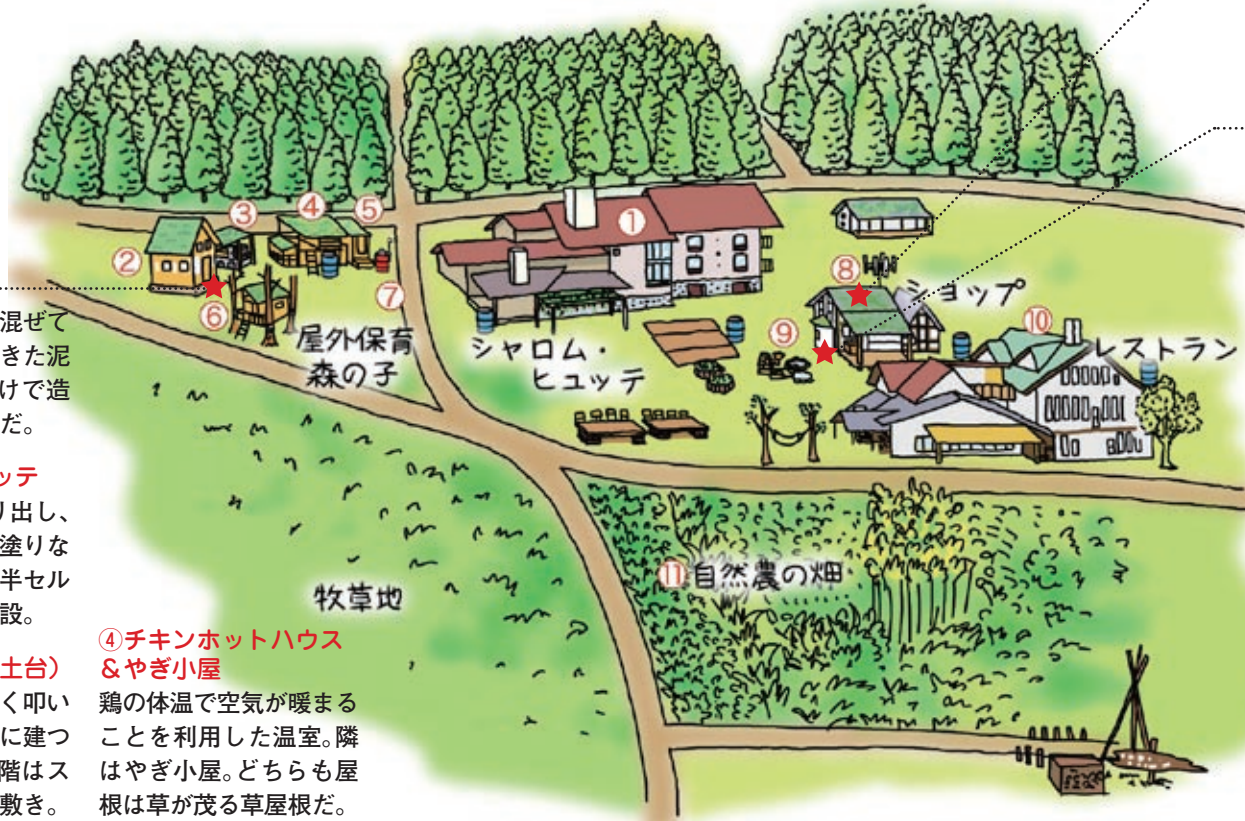 ③
④
⑤
②
⑥
⑦
①
⑧
ショップ
⑨
⑩
レストラン
屋外保育
森の子
シャロム・
ヒュッテ
混ぜて
きた泥
けで造
だ。
ッテ
り出し、
塗りな
半セル
設。
土台）
く叩い
に建つ
階はス
敷き。
牧草地
⑪自然農の畑
④チキンホットハウス
＆やぎ小屋
鶏の体温で空気が暖まる
ことを利用した温室。隣
はやぎ小屋。どちらも屋
根は草が茂る草屋根だ。